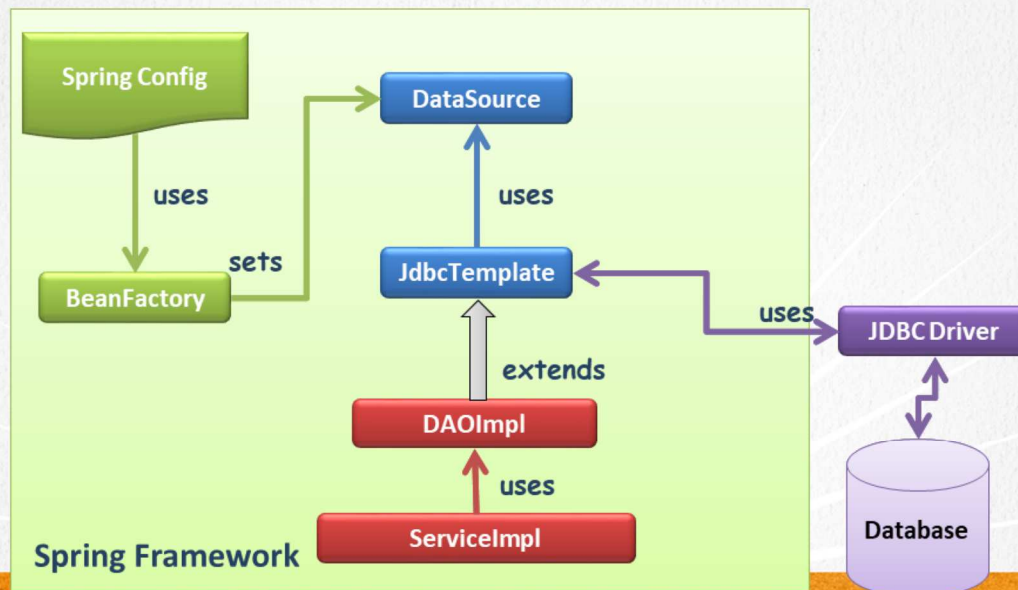 Spring Config
DataSource
uses
uses
sets
JdbcTemplate
BeanFactory
uses
JDBC Driver
extends
DAOImpl
uses
Database
ServiceImpl
Spring Framework